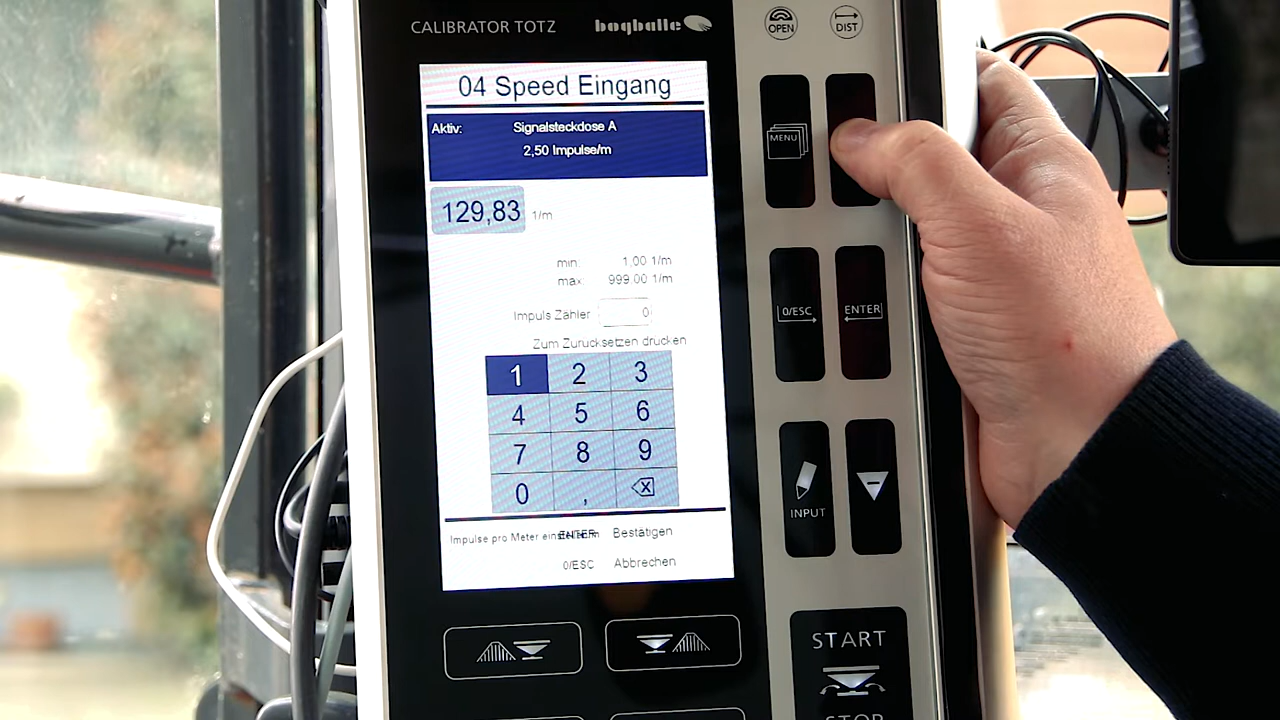 CALIBRATOR TOTZ bogballe
OPEN DIST
04 Speed Eingang
Aktiv: Signalsteckdose A
2,50 Impulse/m
129,83 1/m
min: 1,00 1/m
max: 999,00 1/m
Impuls Zähler 0
Zum Zurücksetzen drücken
1 2 3
4 5 6
7 8 9
0 ,
Impulse pro Meter ENTER Bestätigen
0/ESC Abbrechen
MENU
0/ESC ENTER
INPUT
START
STOP